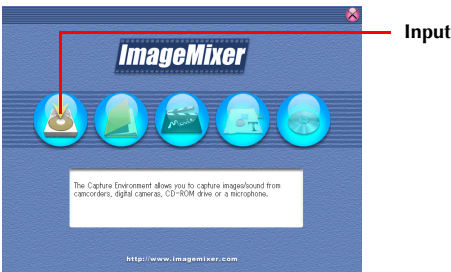 ImageMixer
Input
Movie
T
The Capture Environment allows you to capture images/sound from
camcorders, digital cameras, CD-ROM drive or a microphone.
http://www.imagemixer.com